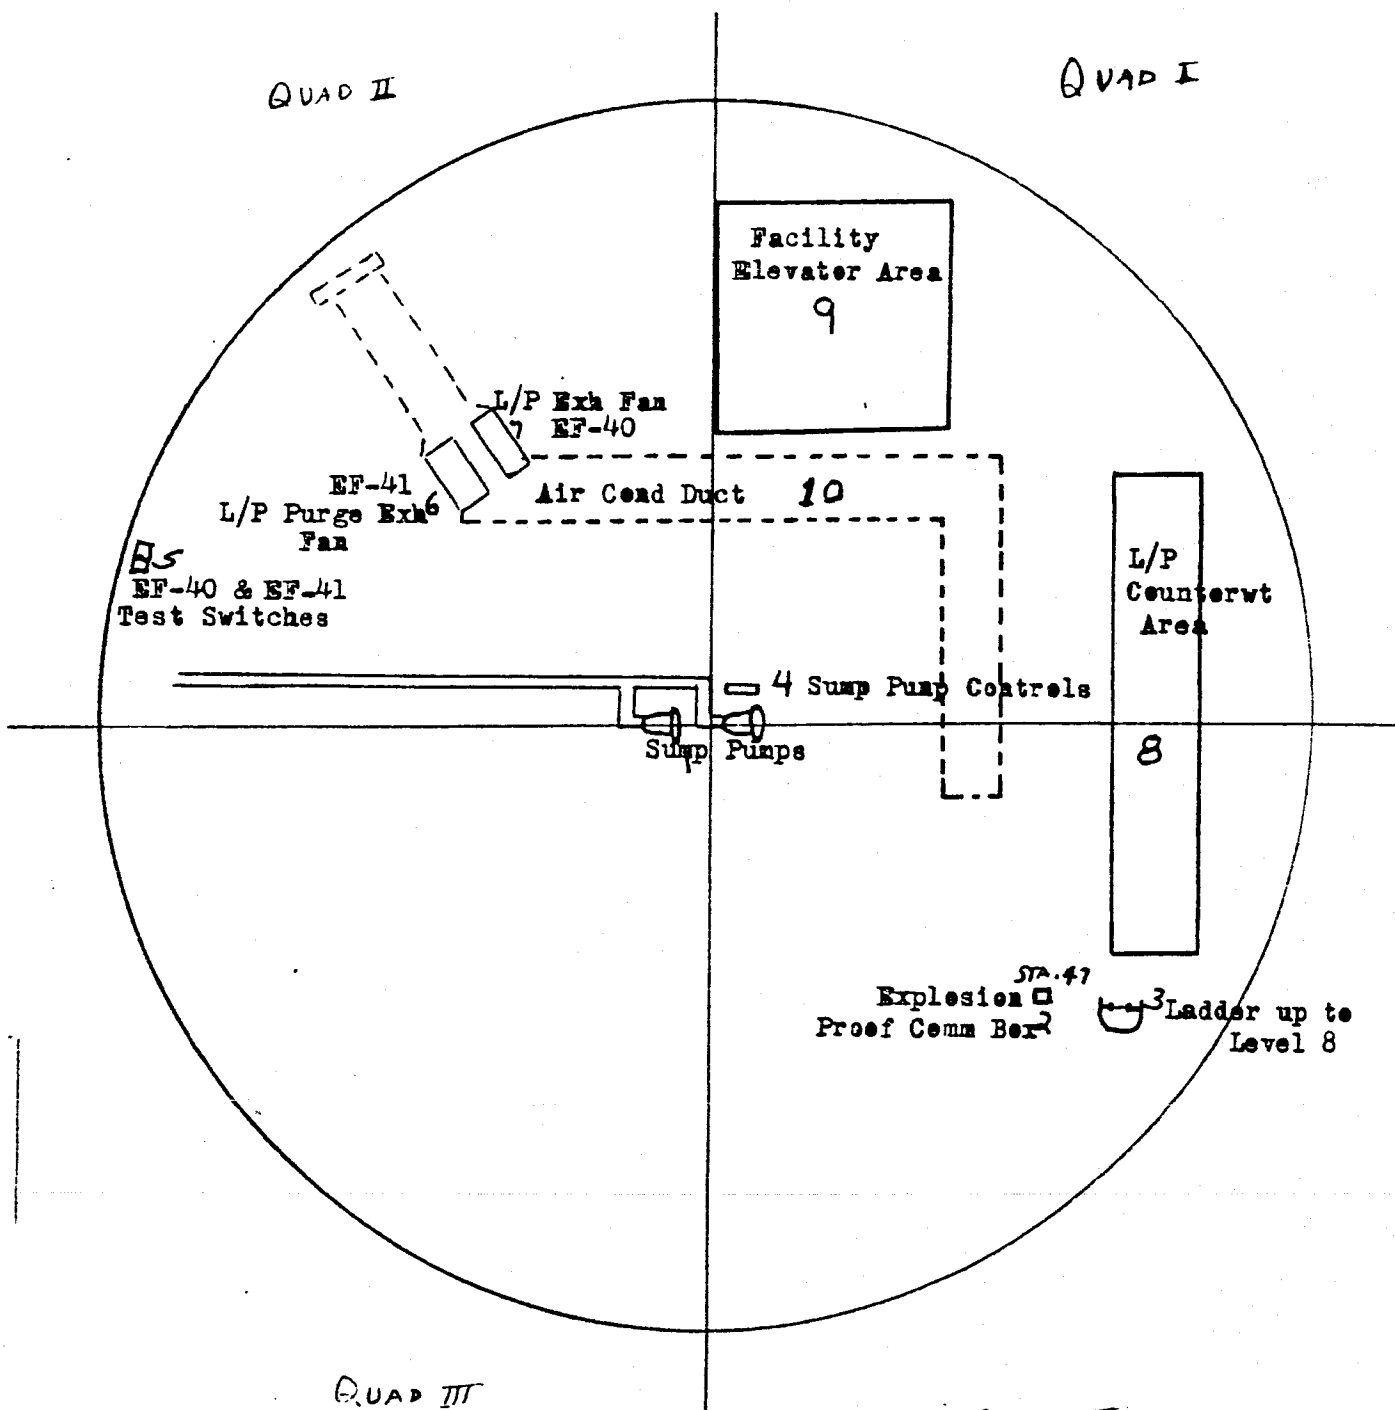 QUAD II
QUAD I
Facility
Elevator Area
9
L/P Exh Fan
7 EF-40
EF-41
L/P Purge Exh 6
Fan
Air Cond Duct 10
5
EF-40 & EF-41
Test Switches
L/P
Counterwt
Area
4 Sump Pump Controls
Sump Pumps
1
8
STA.47
Explosion
Proof Comm Box 2
3 Ladder up to
Level 8
QUAD III